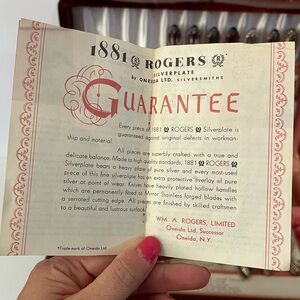 1881 ® ROGERS ®
SILVERPLATE
by ONEIDA LTD. SILVERSMITHS
GUARANTEE
Every piece of 1881 ® ROGERS ® Silverplate is
guaranteed against original defects in workman-
ship and material.
All pieces are superbly crafted with a true and
delicate balance. Made to high quality standards, 1881 ® ROGERS ®
Silverplate bears a heavy plate of pure silver and every most used
piece of this fine silverplate has an extra protective overlay of pure
silver at point of wear. Knives have heavily plated hollow handles
which are permanently fitted to Mirror Stainless forged blades with
a serrated cutting edge. All pieces are finished by skilled craftsmen
to a beautiful and lustrous
WM. A. ROGERS, LIMITED
Oneida Ltd. Successor
Oneida, N.Y.
*Trade-mark of Oneida Ltd.